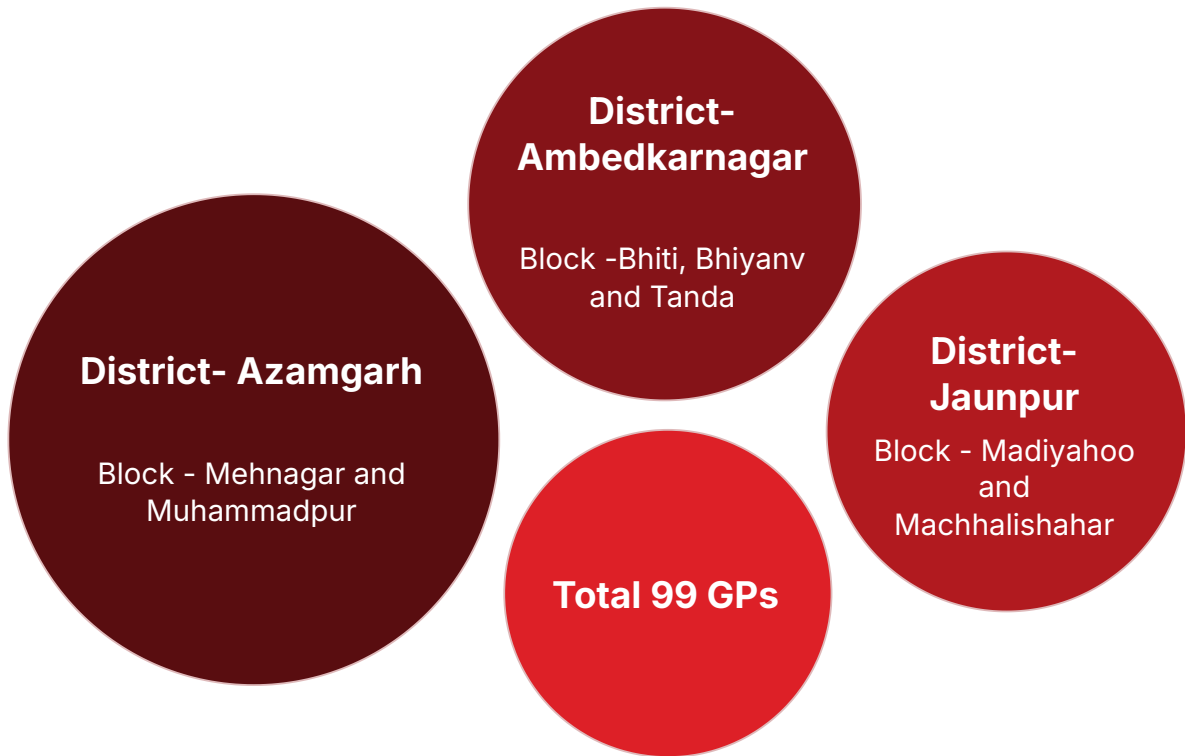 District-
Ambedkarnagar
Block -Bhiti, Bhiyanv
and Tanda
District- Azamgarh
Block - Mehnagar and
Muhammadpur
District-
Jaunpur
Block - Madiyahoo
and
Machhalishahar
Total 99 GPs